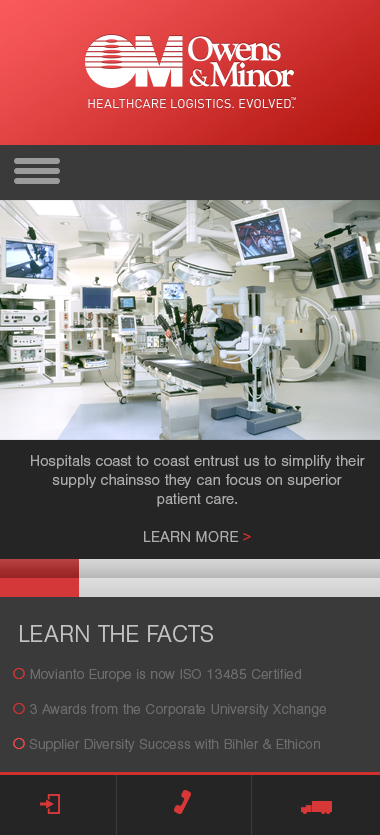 OM Owens
&Minor
HEALTHCARE LOGISTICS. EVOLVED.™
Hospitals coast to coast entrust us to simplify their
supply chainsso they can focus on superior
patient care.
LEARN MORE >
LEARN THE FACTS
Movianto Europe is now ISO 13485 Certified
3 Awards from the Corporate University Xchange
Supplier Diversity Success with Bihler & Ethicon